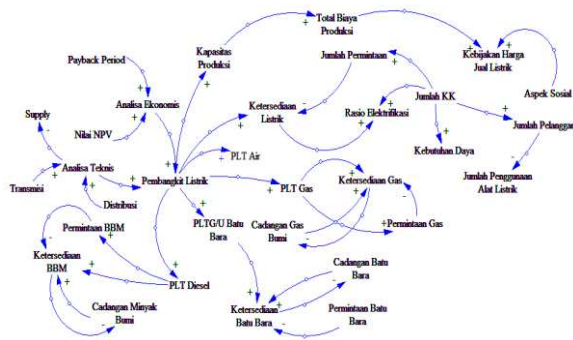 Total Biaya
Produksi
Payback Period
Kapasitas
Produksi
Jumlah Permintaan
Kebijakan Harga
Jual Listrik
Analisa Ekonomis
Supply
Ketersediaan
Listrik
Rasio Elektrifikasi
Jumlah KK
Aspek Sosial
Nilai NPV
Jumlah Pelanggan
PLT Air
Kebutuhan Daya
Analisa Teknis
Transmisi
Pembangkit Listrik
PLT Gas
Ketersediaan Gas
Jumlah Penggunaan
Alat Listrik
Distribusi
Permintaan BBM
PLTG/U Batu
Bara
Cadangan Gas
Bumi
Permintaan Gas
Ketersediaan
BBM
PLT Diesel
Cadangan Batu
Bara
Cadangan Minyak
Bumi
Ketersediaan
Batu Bara
Permintaan Batu
Bara